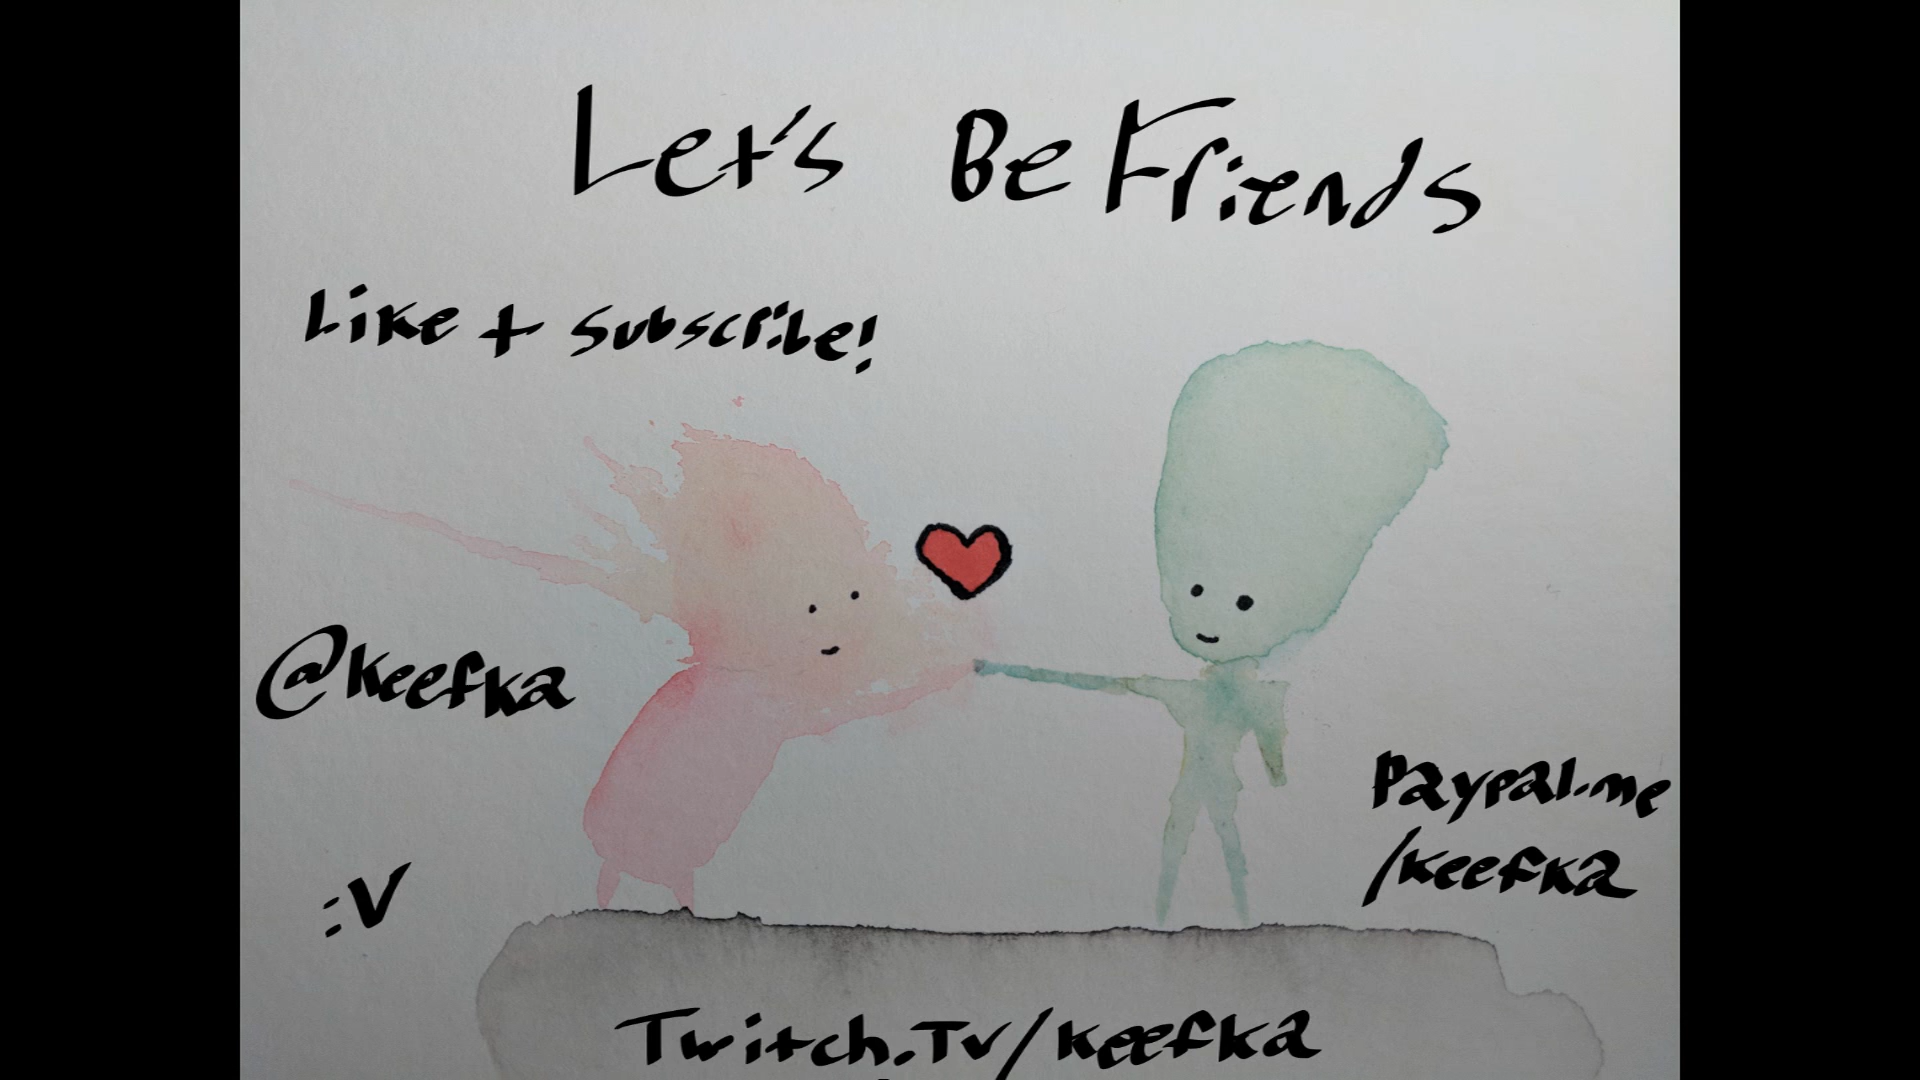 Let's Be Friends
Like + Subscribe!
@Keefka
Paypal.me
/Keefka
:V
Twitch.Tv/Keefka